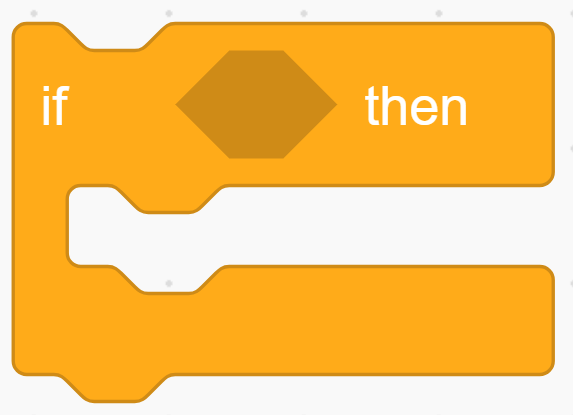 if then